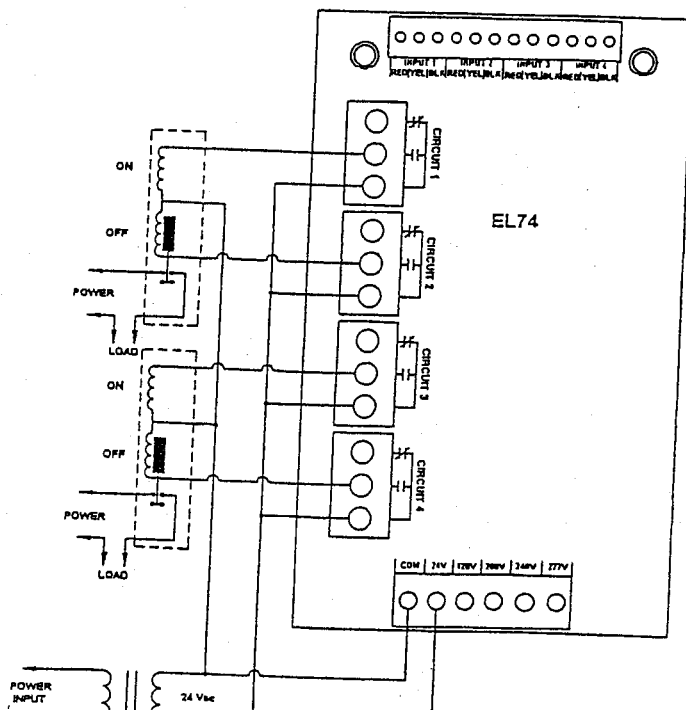 INPUT 1 INPUT 2 INPUT 3 INPUT 4
RED YEL BLK RED YEL BLK RED YEL BLK RED YEL BLK
CIRCUIT 1
ON
EL74
OFF
CIRCUIT 2
POWER
LOAD
CIRCUIT 3
ON
OFF
CIRCUIT 4
POWER
LOAD
COM 24V 120V 208V 240V 277V
POWER
INPUT
24 Vac